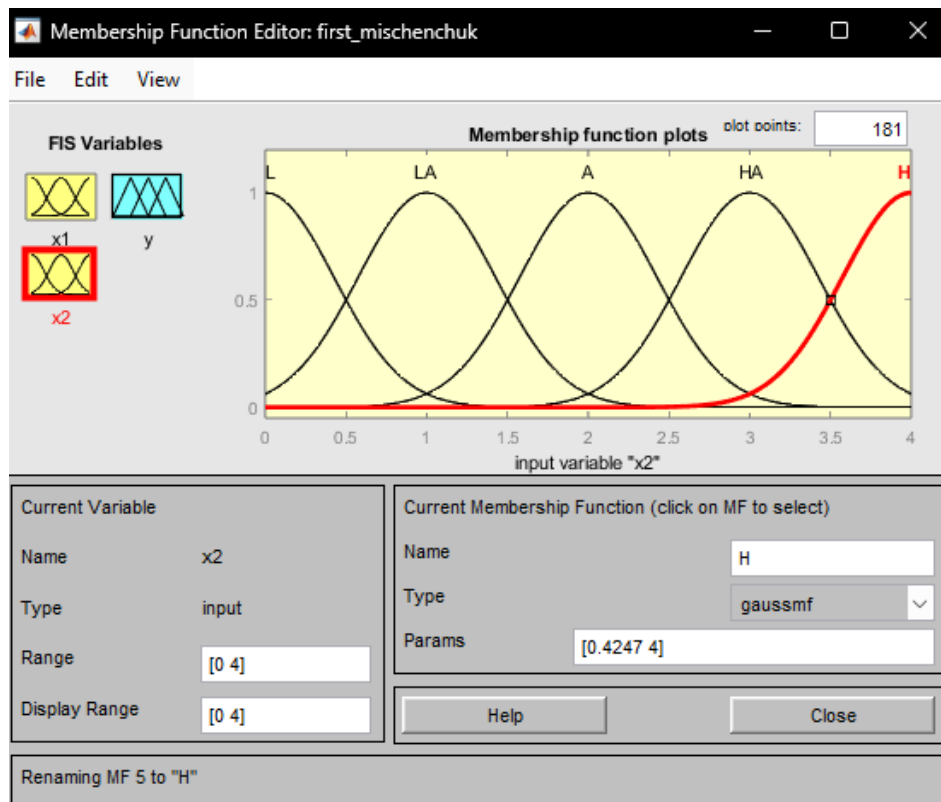 Membership Function Editor: first_mischenchuk
File Edit View
FIS Variables
x1
y
x2
Membership function plots
plot points:
181
L LA A HA H
1
0.5
0
0 0.5 1 1.5 2 2.5 3 3.5 4
input variable "x2"
Current Variable
Name x2
Type input
Range [0 4]
Display Range [0 4]
Current Membership Function (click on MF to select)
Name H
Type gaussmf
Params [0.4247 4]
Help Close
Renaming MF 5 to "H"